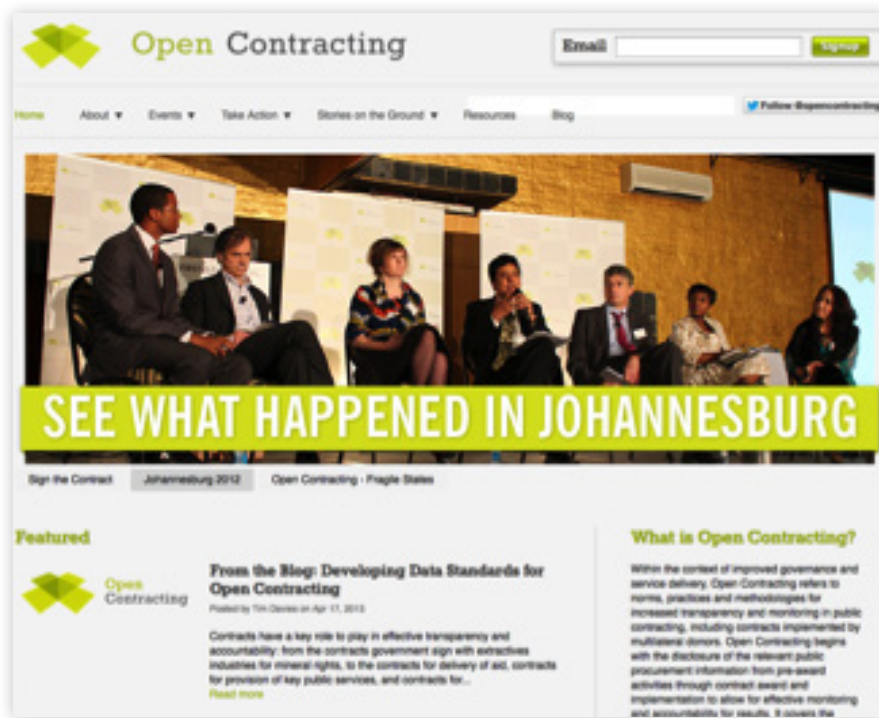 Open Contracting
Email
Signup
Home About ▼ Events ▼ Take Action ▼ Stories on the Ground ▼ Resources Blog
Follow @opencontracting
SEE WHAT HAPPENED IN JOHANNESBURG
Sign the Contract Johannesburg 2012 Open Contracting - Fragile States
Featured
Open
Contracting
From the Blog: Developing Data Standards for
Open Contracting
Posted by Tim Davies on Apr 17, 2013
Contracts have a key role to play in effective transparency and
accountability: from the contracts government sign with extractives
industries for mineral rights, to the contracts for delivery of aid, contracts
for provision of key public services, and contracts for...
Read more
What is Open Contracting?
Within the context of improved governance and
service delivery, Open Contracting refers to
norms, practices and methodologies for
increased transparency and monitoring in public
contracting, including contracts implemented by
multilateral donors. Open Contracting begins
with the disclosure of the relevant public
procurement information from pre-award
activities through contract award and
implementation to allow for effective monitoring
and accountability for results. It covers the